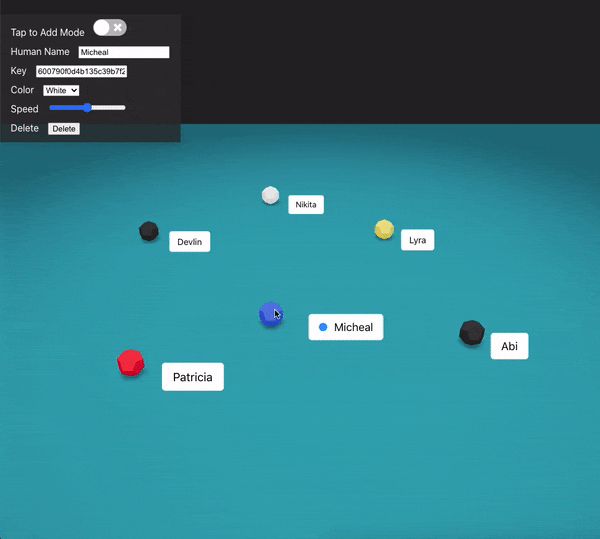 Tap to Add Mode
Human Name Micheal
Key 600790f0d4b135c39b7f2
Color White
Speed
Delete Delete
Nikita
Devlin
Lyra
Micheal
Abi
Patricia